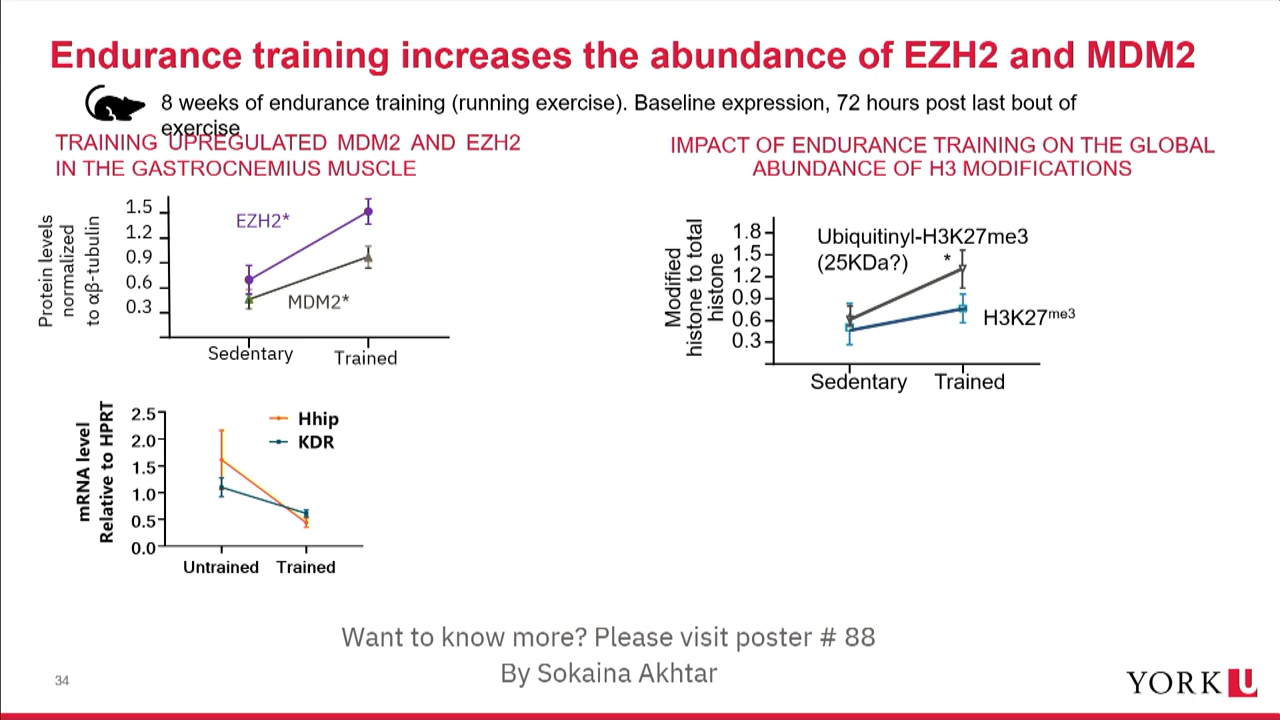 Endurance training increases the abundance of EZH2 and MDM2
8 weeks of endurance training (running exercise). Baseline expression, 72 hours post last bout of
exercise
TRAINING UPREGULATED MDM2 AND EZH2
IN THE GASTROCNEMIUS MUSCLE
Protein levels
normalized
to αβ-tubulin
1.5
1.2
0.9
0.6
0.3
EZH2*
MDM2*
Sedentary
Trained
mRNA level
Relative to HPRT
2.5
2.0
1.5
1.0
0.5
0.0
Hhip
KDR
Untrained
Trained
IMPACT OF ENDURANCE TRAINING ON THE GLOBAL
ABUNDANCE OF H3 MODIFICATIONS
Modified
histone to total
histone
1.8
1.5
1.2
0.9
0.6
0.3
Ubiquitinyl-H3K27me3
(25KDa?) *
H3K27me3
Sedentary
Trained
Want to know more? Please visit poster # 88
By Sokaina Akhtar
34
YORK U